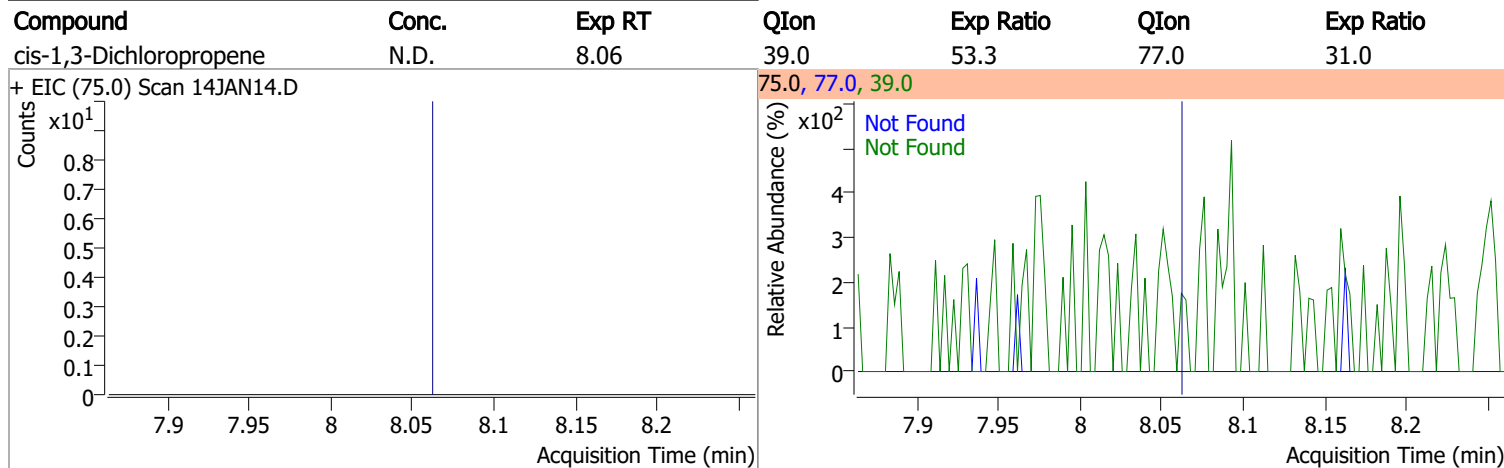 Compound Conc. Exp RT QIon Exp Ratio QIon Exp Ratio
cis-1,3-Dichloropropene N.D. 8.06 39.0 53.3 77.0 31.0
+ EIC (75.0) Scan 14JAN14.D
Counts
x10¹
0.8
0.7
0.6
0.5
0.4
0.3
0.2
0.1
0
7.9 7.95 8 8.05 8.1 8.15 8.2
Acquisition Time (min)
75.0, 77.0, 39.0
Relative Abundance (%)
x10²
Not Found
Not Found
4
3
2
1
0
7.9 7.95 8 8.05 8.1 8.15 8.2
Acquisition Time (min)